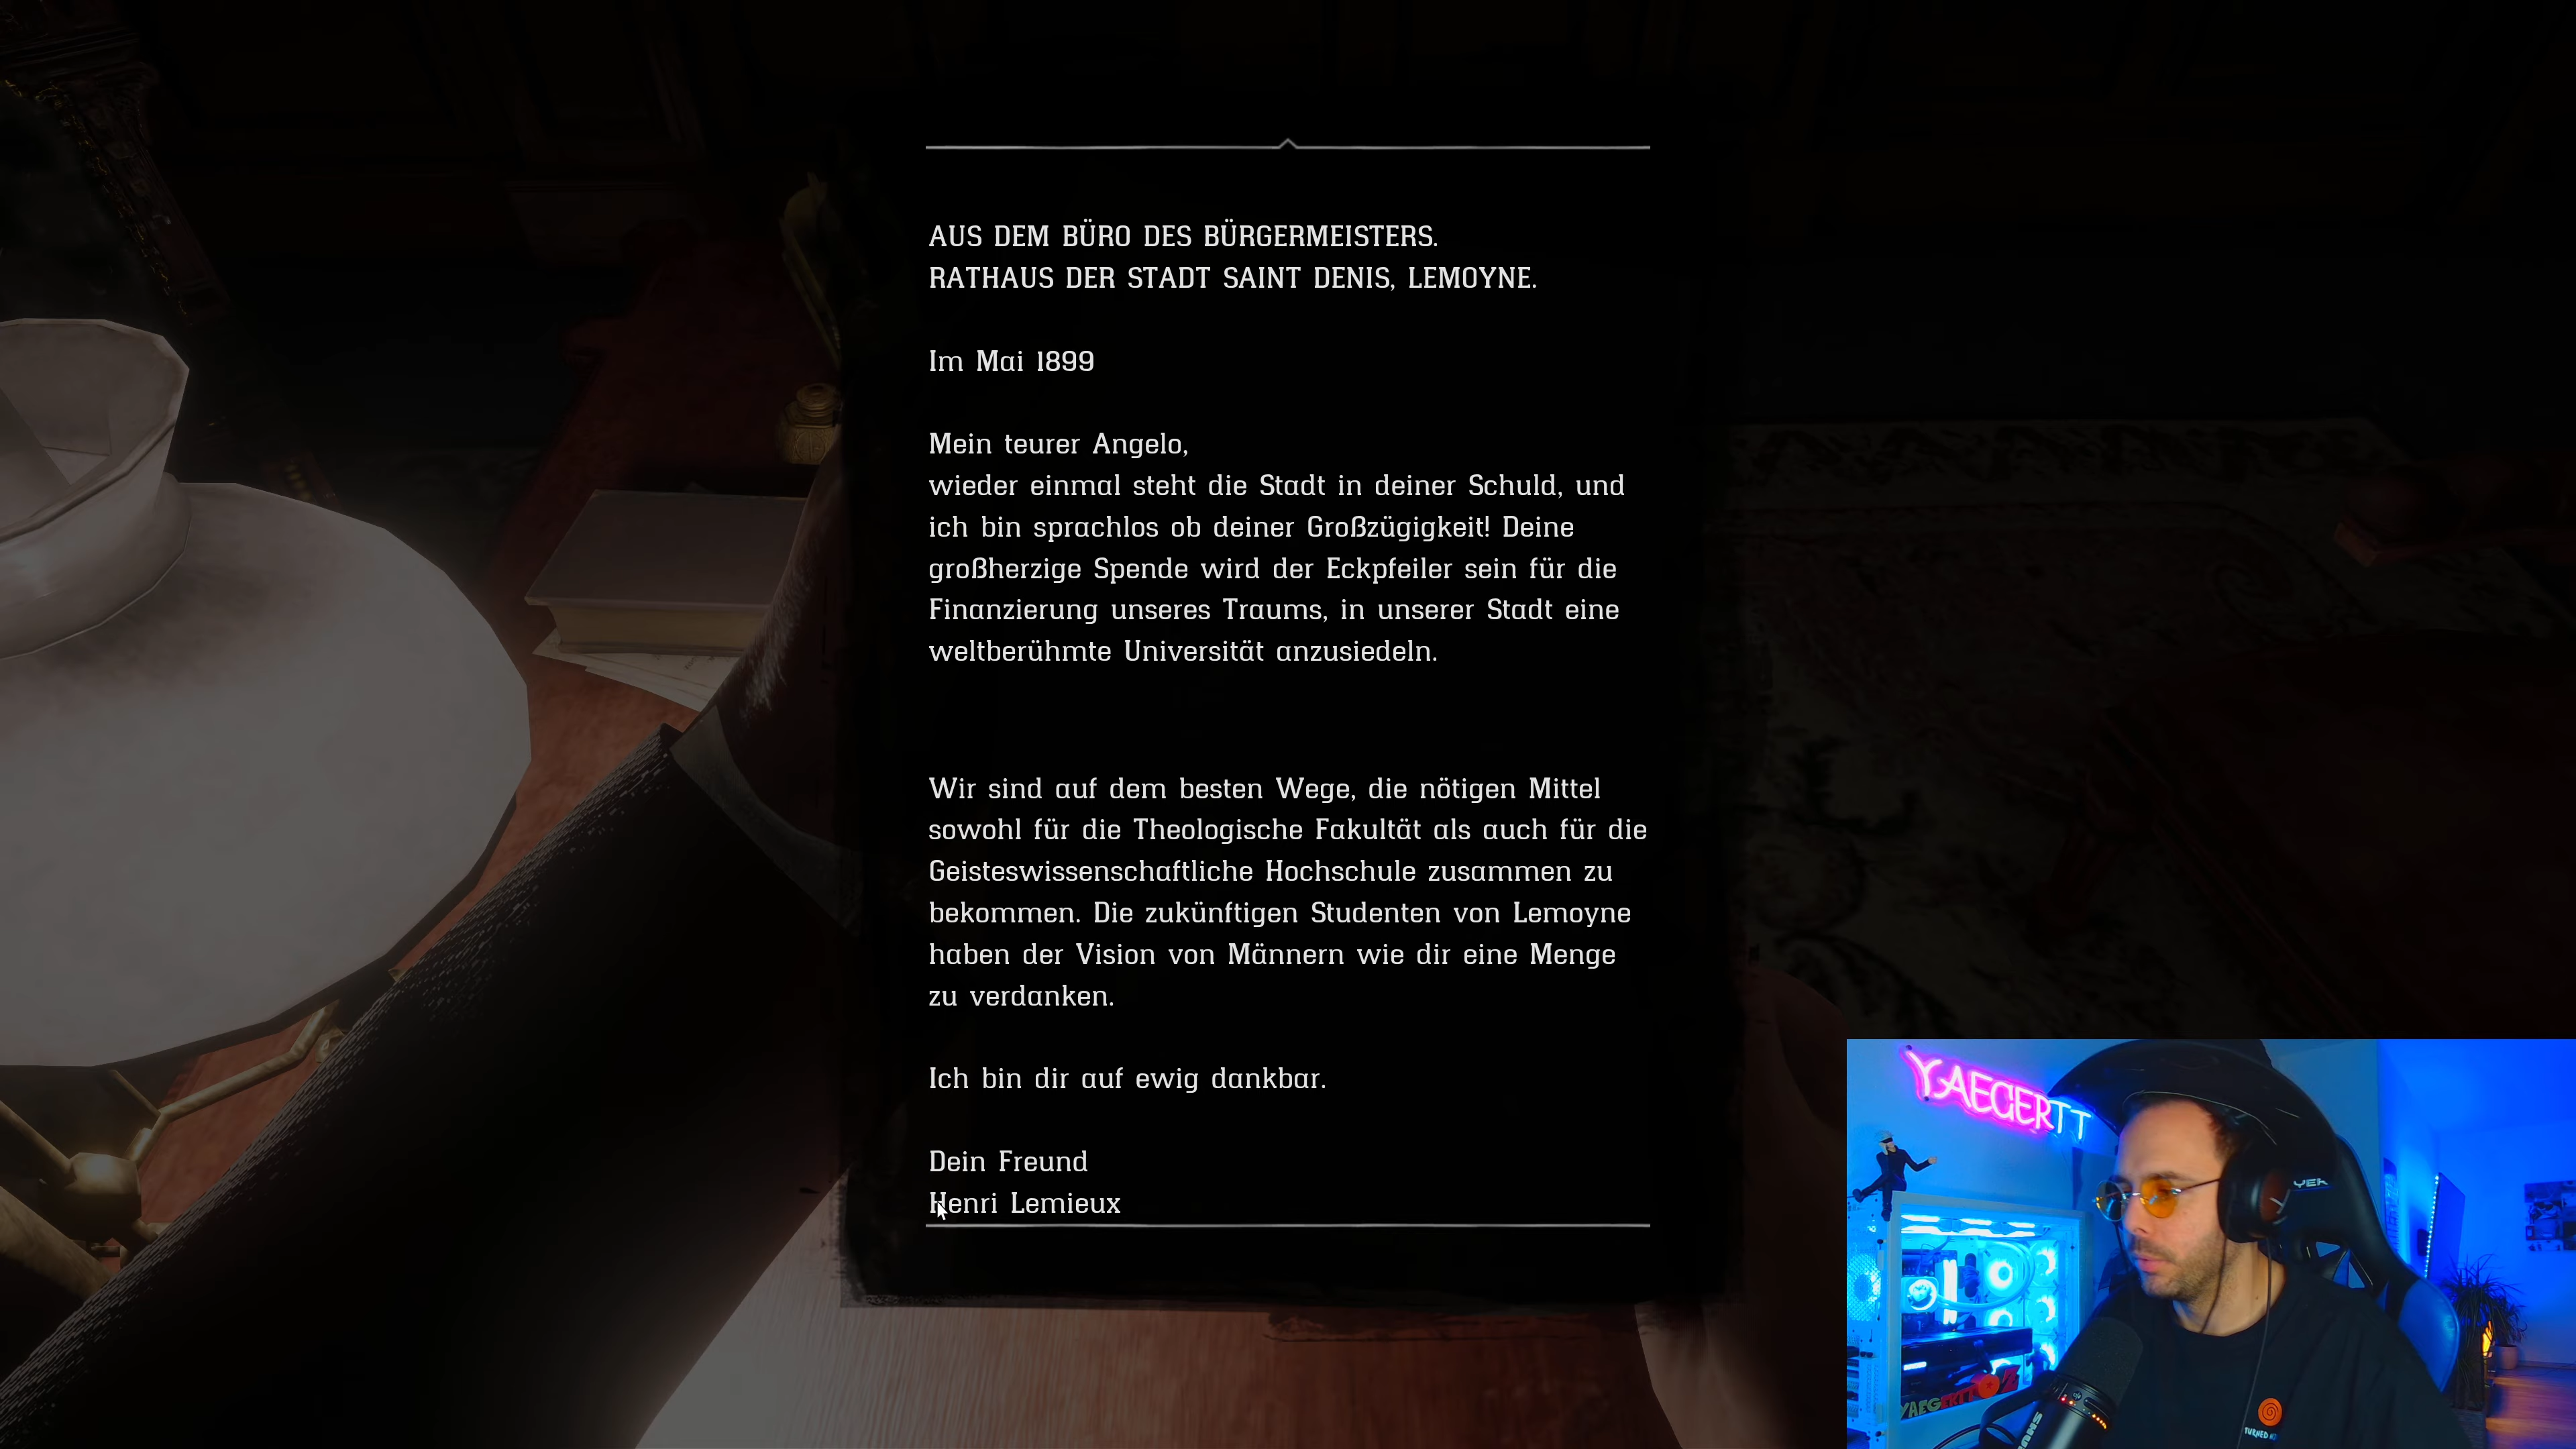 AUS DEM BÜRO DES BÜRGERMEISTERS.
RATHAUS DER STADT SAINT DENIS, LEMOYNE.
Im Mai 1899
Mein teurer Angelo,
wieder einmal steht die Stadt in deiner Schuld, und
ich bin sprachlos ob deiner Großzügigkeit! Deine
großherzige Spende wird der Eckpfeiler sein für die
Finanzierung unseres Traums, in unserer Stadt eine
weltberühmte Universität anzusiedeln.
Wir sind auf dem besten Wege, die nötigen Mittel
sowohl für die Theologische Fakultät als auch für die
Geisteswissenschaftliche Hochschule zusammen zu
bekommen. Die zukünftigen Studenten von Lemoyne
haben der Vision von Männern wie dir eine Menge
zu verdanken.
Ich bin dir auf ewig dankbar.
Dein Freund
Henri Lemieux
YAEGERTT